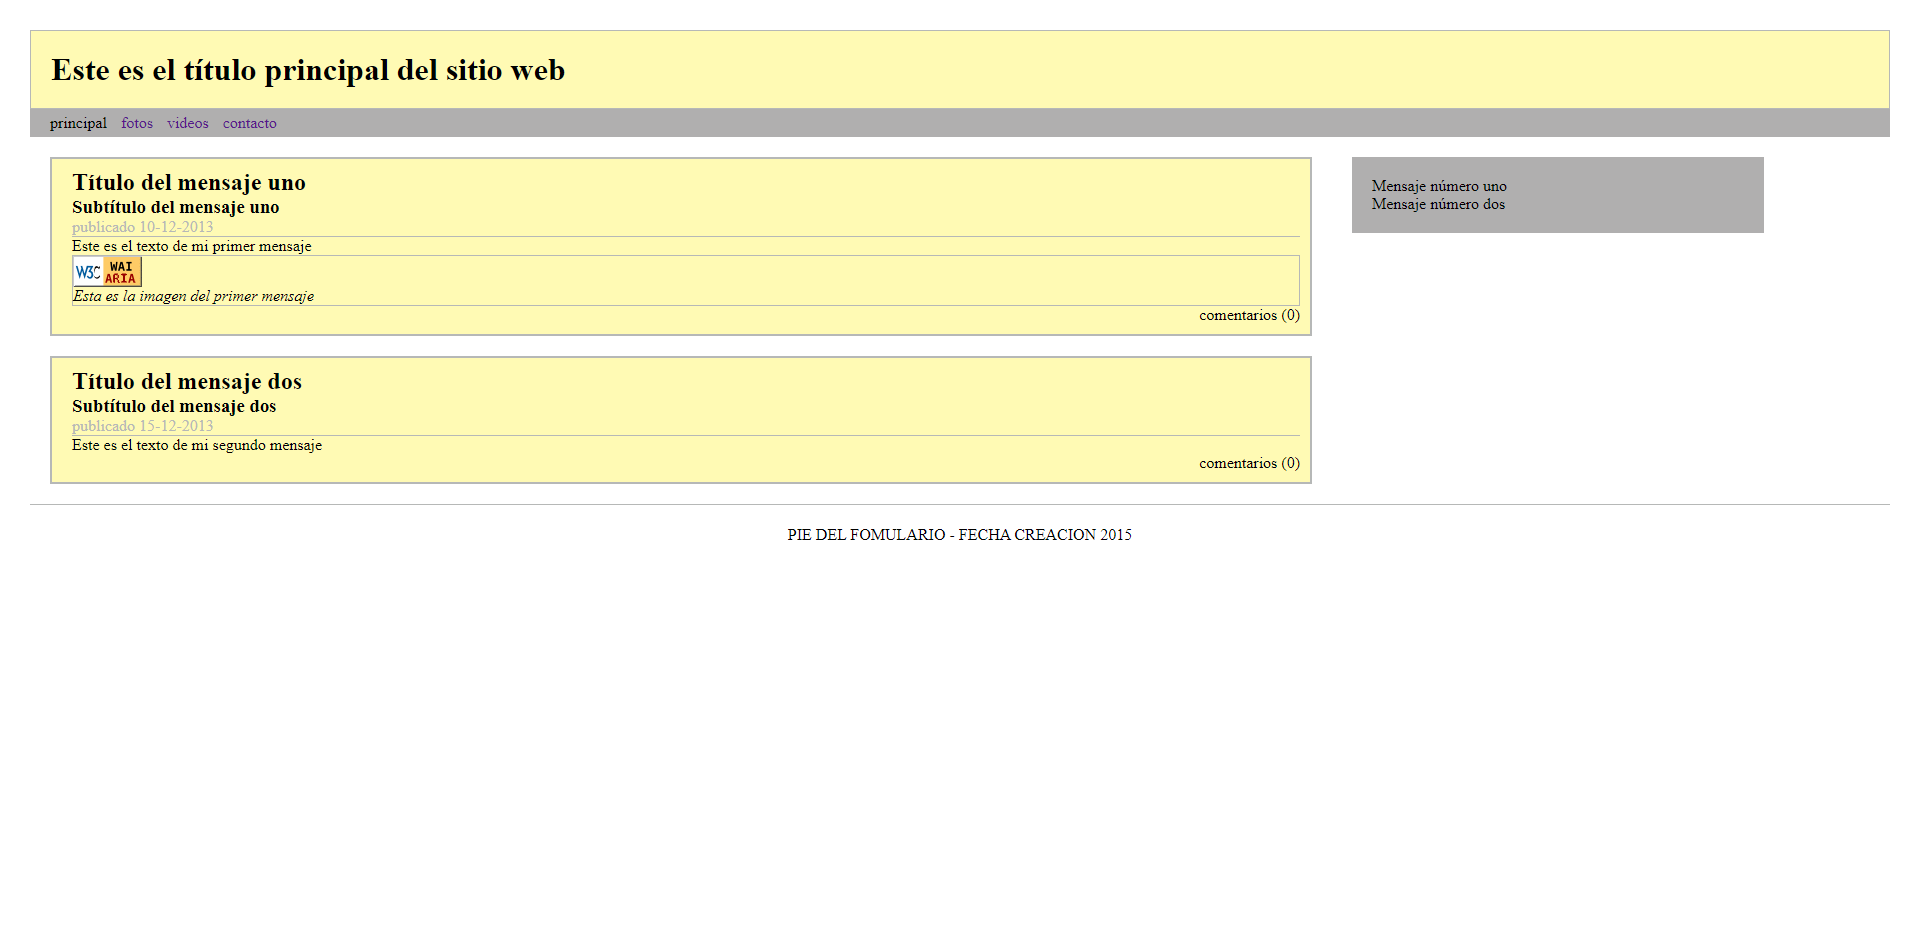 Este es el título principal del sitio web
principal fotos videos contacto
Título del mensaje uno
Subtítulo del mensaje uno
publicado 10-12-2013
Este es el texto de mi primer mensaje
W3C WAI ARIA
Esta es la imagen del primer mensaje
comentarios (0)
Título del mensaje dos
Subtítulo del mensaje dos
publicado 15-12-2013
Este es el texto de mi segundo mensaje
comentarios (0)
Mensaje número uno
Mensaje número dos
PIE DEL FOMULARIO - FECHA CREACION 2015